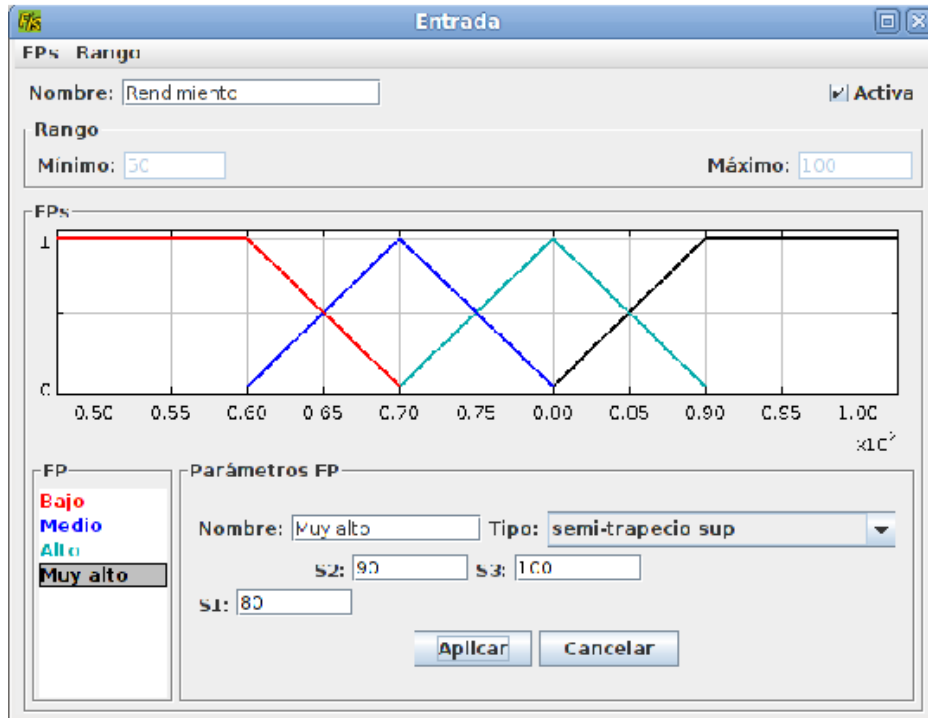 Entrada
FPs Rango
Nombre: Rendimiento Activa
Rango
Mínimo: 50 Máximo: 100
FPs
1
0
0.50 0.55 0.60 0.65 0.70 0.75 0.80 0.85 0.90 0.95 1.00
x10²
FP
Bajo
Medio
Alto
Muy alto
Parámetros FP
Nombre: Muy alto Tipo: semi-trapecio sup
S2: 90 S3: 100
S1: 80
Aplicar Cancelar